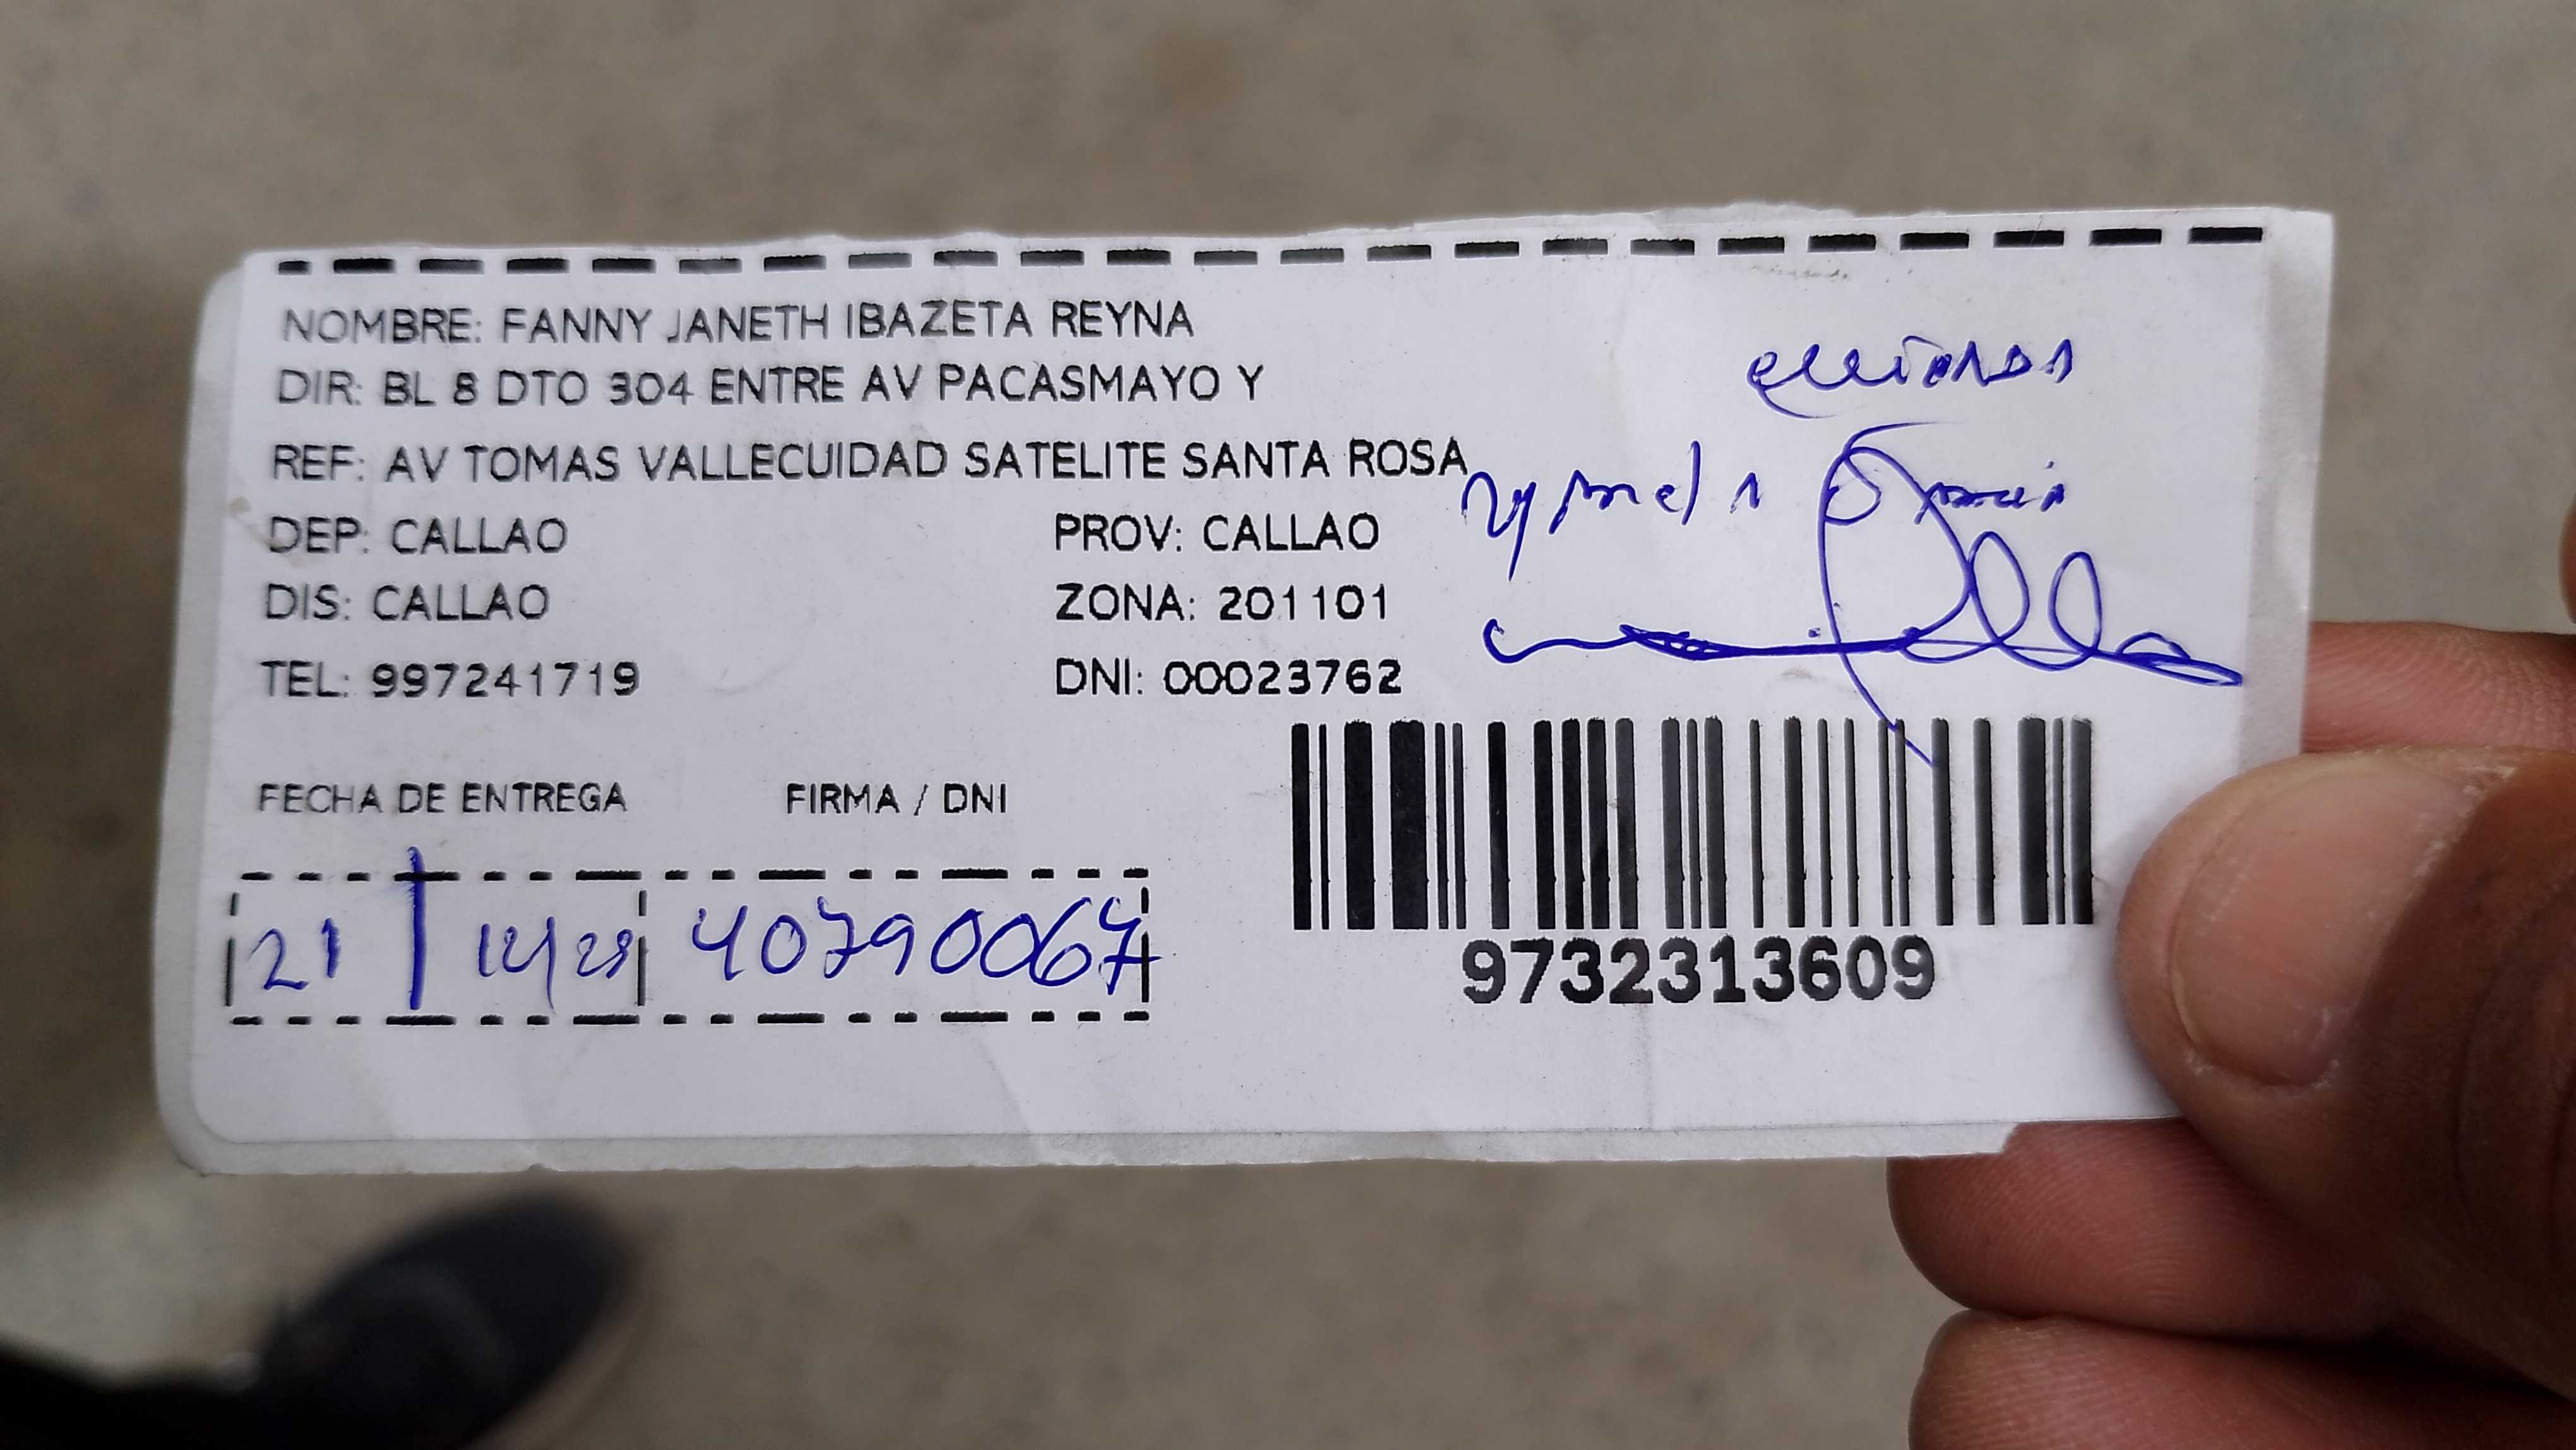 NOMBRE: FANNY JANETH IBAZETA REYNA
DIR: BL 8 DTO 304 ENTRE AV PACASMAYO Y
REF: AV TOMAS VALLECUIDAD SATELITE SANTA ROSA
DEP: CALLAO PROV: CALLAO
DIS: CALLAO ZONA: 201101
TEL: 997241719 DNI: 00023762
FECHA DE ENTREGA FIRMA / DNI
21 40790067
9732313609